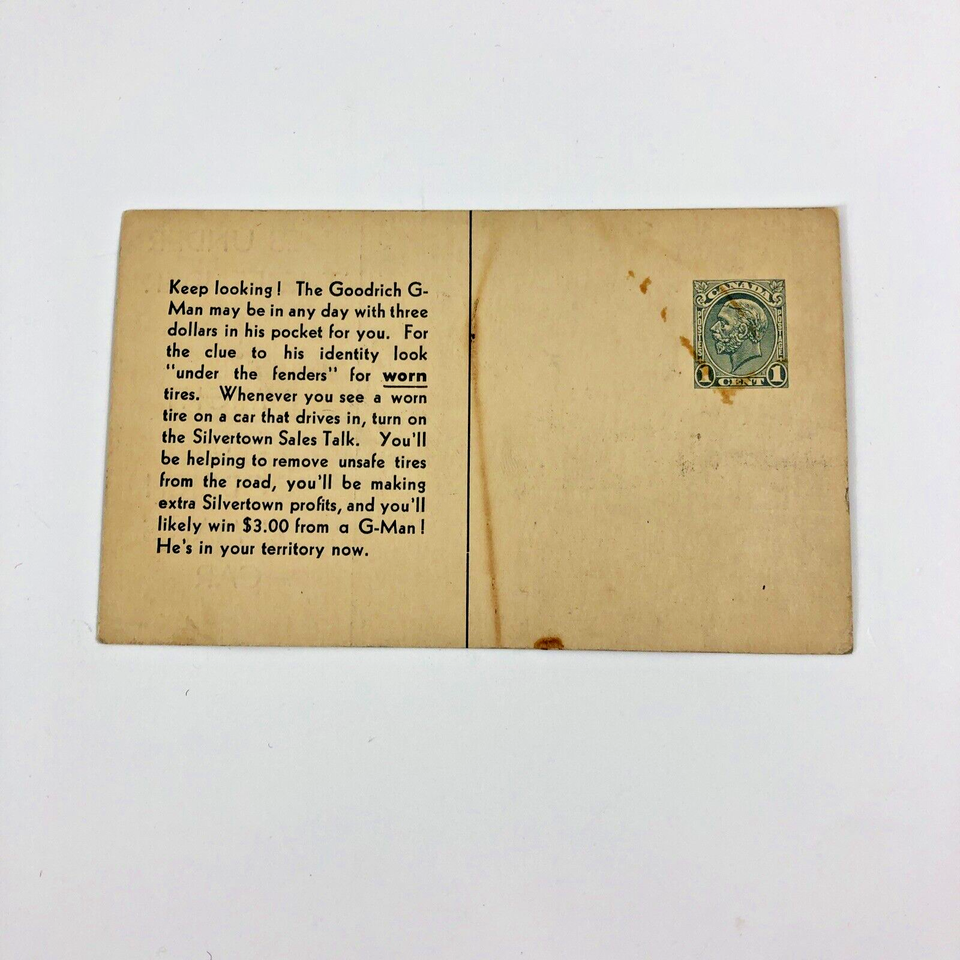 Keep looking! The Goodrich G-
Man may be in any day with three
dollars in his pocket for you. For
the clue to his identity look
"under the fenders" for worn
tires. Whenever you see a worn
tire on a car that drives in, turn on
the Silvertown Sales Talk. You'll
be helping to remove unsafe tires
from the road, you'll be making
extra Silvertown profits, and you'll
likely win $3.00 from a G-Man!
He's in your territory now.
CANADA
POSTES POSTAGE
1 CENT 1